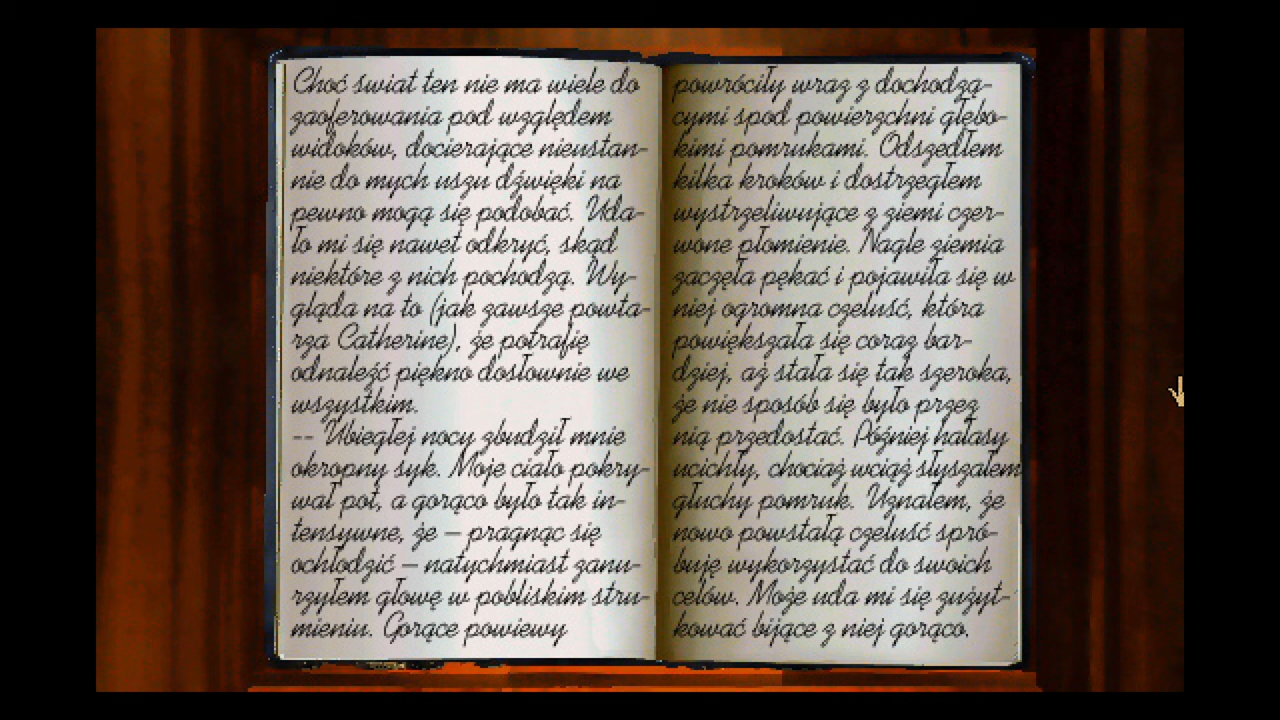 Choć świat ten nie ma wiele do
zaoferowania pod względem
widoków, docierające nieustan-
nie do mych uszu dźwięki na
pewno mogą się podobać. Uda-
ło mi się nawet odkryć, skąd
niektóre z nich pochodzą. Wy-
gląda na to (jak zawsze powta-
rza Catherine), że potrafię
odnaleźć piękno dosłownie we
wszystkim.
-- Ubiegłej nocy zbudził mnie
okropny syk. Moje ciało pokry-
wał pot, a gorąco było tak in-
tensywne, że – pragnąc się
ochłodzić – natychmiast zanu-
rzyłem głowę w pobliskim stru-
mieniu. Gorące powiewy
powróciły wraz z dochodzą-
cymi spod powierzchni głębo-
kimi pomrukami. Odszedłem
kilka kroków i dostrzegłem
wystrzeliwujące z ziemi czer-
wone płomienie. Nagle ziemia
zaczęła pękać i pojawiła się w
niej ogromna czeluść, która
powiększała się coraz bar-
dziej, aż stała się tak szeroka,
że nie sposób się było przez
nią przedostać. Później hałasy
ucichły, chociaż wciąż słyszałem
głuchy pomruk. Uznałem, że
nowo powstałą czeluść spró-
buję wykorzystać do swoich
celów. Może uda mi się zużyt-
kować bijące z niej gorąco.